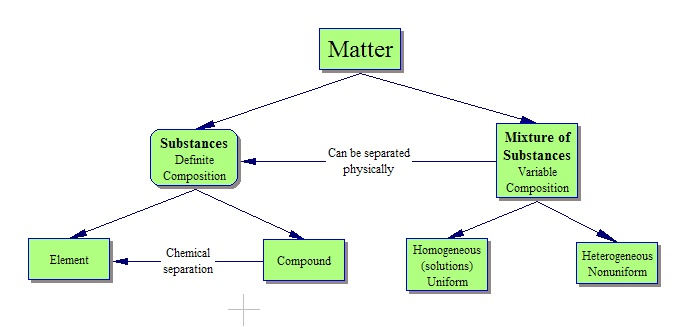 Matter
Substances
Definite
Composition
Can be separated
physically
Mixture of
Substances
Variable
Composition
Element
Chemical
separation
Compound
Homogeneous
(solutions)
Uniform
Heterogeneous
Nonuniform